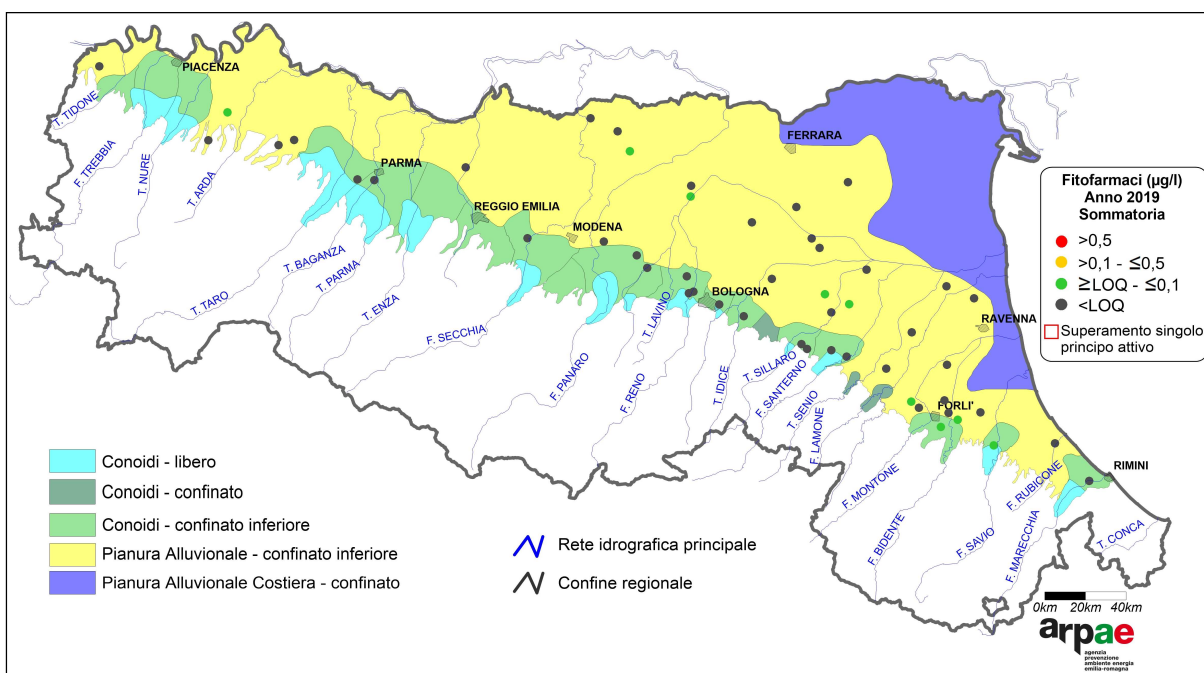 PIACENZA
T. TIDONE
F. TREBBIA
T. NURE
T. ARDA
PARMA
REGGIO EMILIA
MODENA
FERRARA
BOLOGNA
RAVENNA
FORLI'
RIMINI
T. TARO
T. BAGANZA
T. PARMA
T. ENZA
F. SECCHIA
F. PANARO
F. RENO
T. LAVINO
T. IDICE
T. SILLARO
F. SANTERNO
T. SENIO
F. LAMONE
F. MONTONE
F. BIDENTE
F. SAVIO
F. RUBICONE
F. MARECCHIA
T. CONCA
Fitofarmaci (µg/l)
Anno 2019
Sommatoria
>0,5
>0,1 - ≤0,5
≥LOQ - ≤0,1
<LOQ
Superamento singolo
principo attivo
Conoidi - libero
Conoidi - confinato
Conoidi - confinato inferiore
Pianura Alluvionale - confinato inferiore
Pianura Alluvionale Costiera - confinato
Rete idrografica principale
Confine regionale
0km 20km 40km
arpae
agenzia
prevenzione
ambiente energia
emilia-romagna